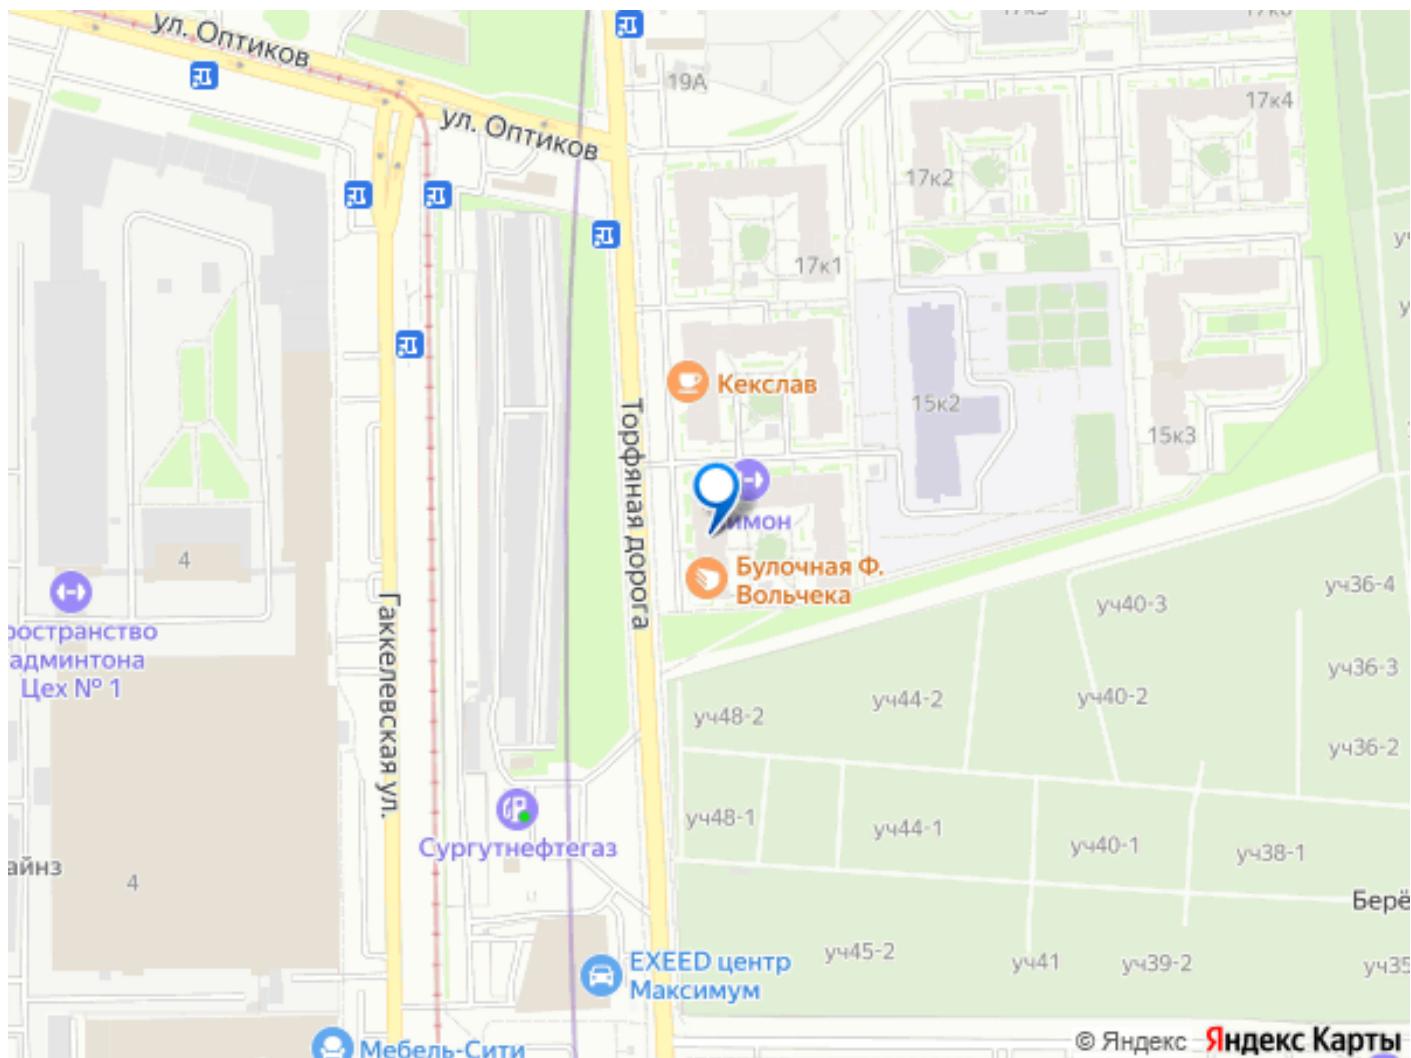 ул. Оптиков
ул. Оптиков
19А
17к4
17к2
17к1
Кекслав
15к2
15к3
Торфяная дорога
имон
Булочная Ф.
Вольчека
4
Гаккелевская ул.
ространство
админтона
Цех № 1
уч36-4
уч40-3
уч36-3
уч44-2
уч40-2
уч48-2
уч36-2
уч48-1
уч44-1
уч40-1
уч38-1
Сургутнефтегаз
айнз
4
Берё
уч45-2
уч41
уч39-2
уч35
EXEED центр
Максимум
Мебель-Сити
© Яндекс Яндекс Карты